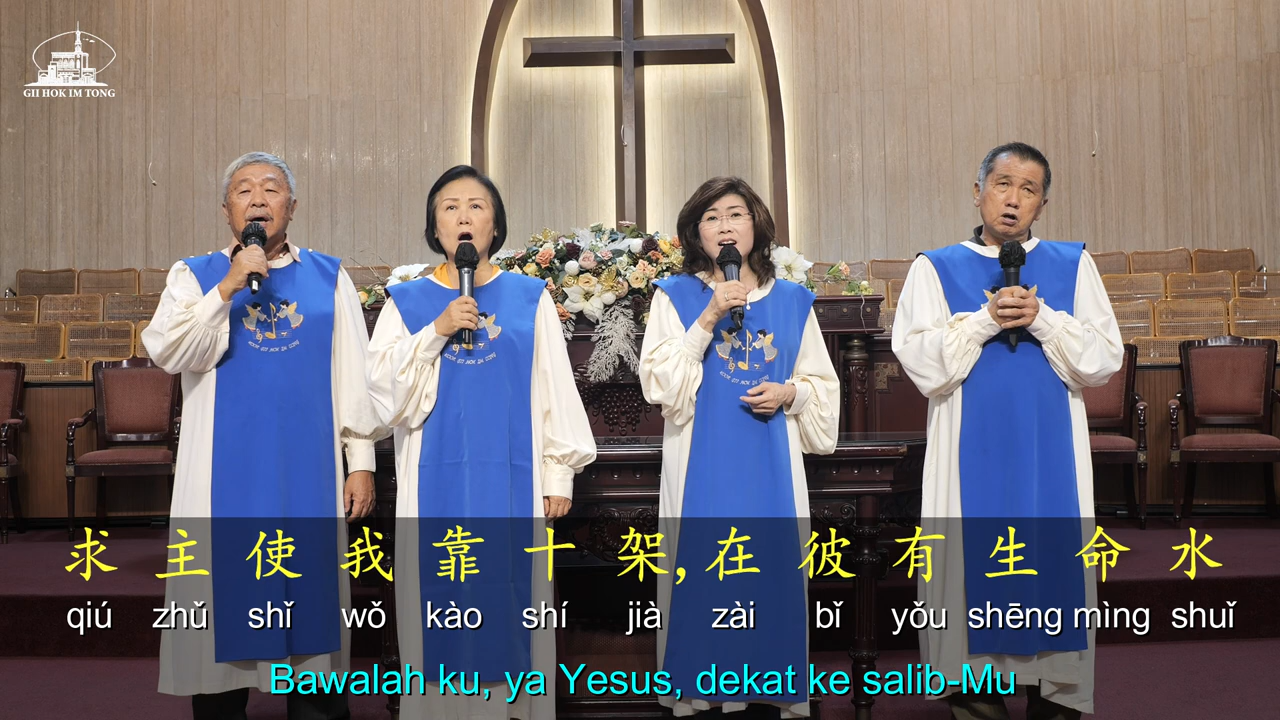 GII HOK IM TONG
求主使我靠十架,在彼有生命水
qiú zhǔ shǐ wǒ kào shí jià zài bǐ yǒu shēng mìng shuǐ
Bawalah ku, ya Yesus, dekat ke salib-Mu